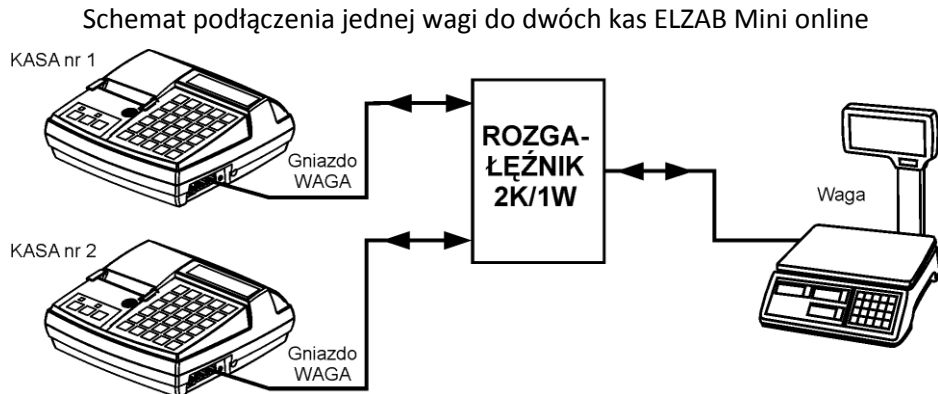 Schemat podłączenia jednej wagi do dwóch kas ELZAB Mini online
KASA nr 1
Gniazdo
WAGA
ROZGA-
ŁĘŹNIK
2K/1W
Waga
KASA nr 2
Gniazdo
WAGA